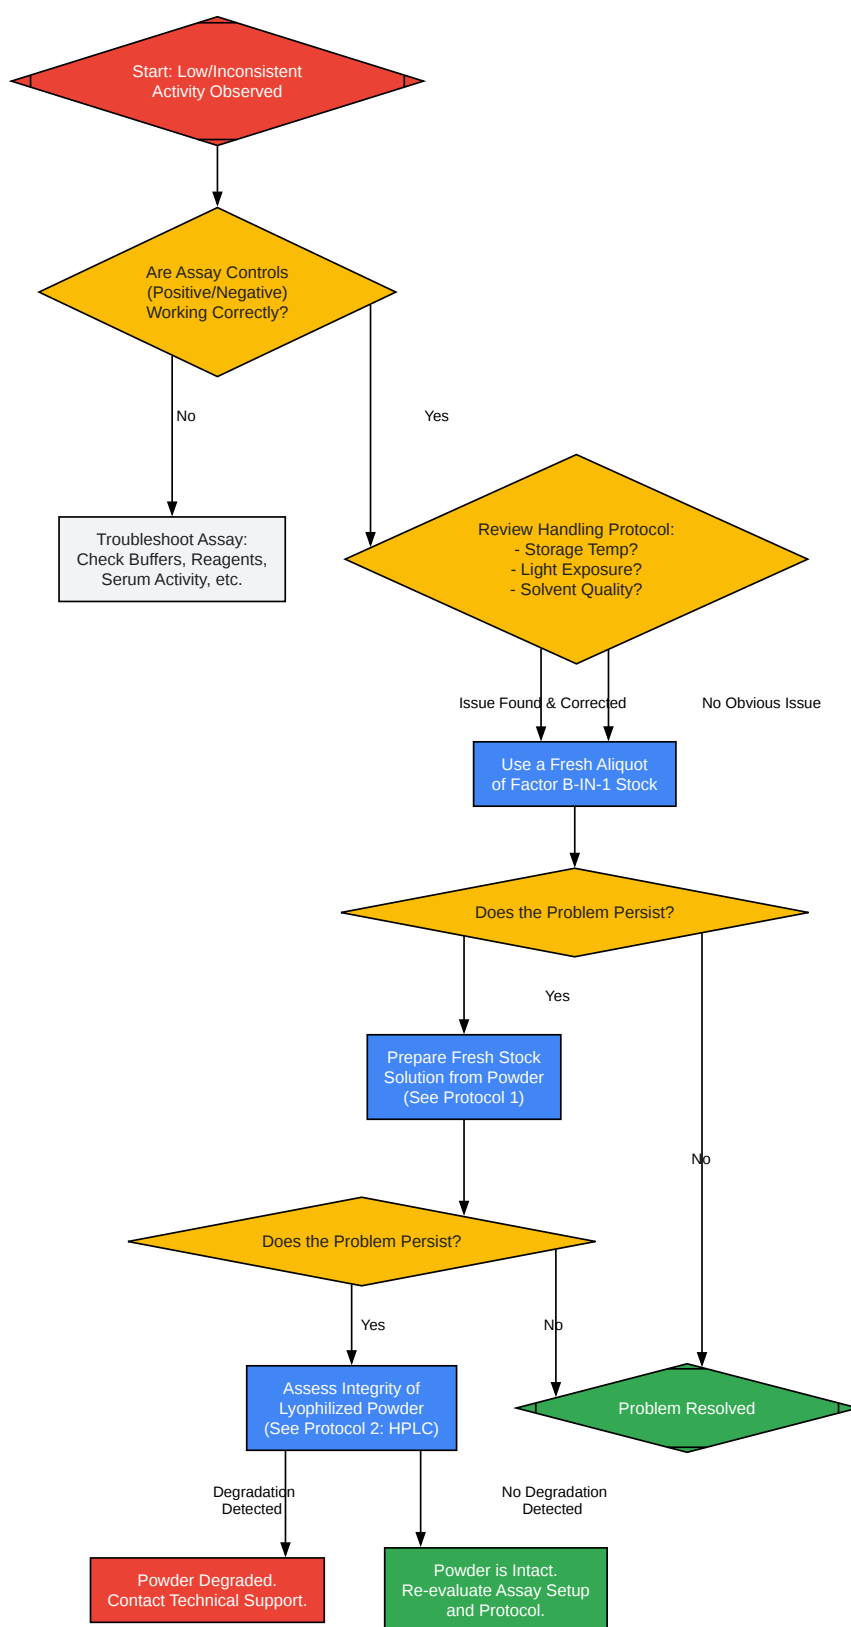 Start: Low/Inconsistent
Activity Observed
Are Assay Controls
(Positive/Negative)
Working Correctly?
No
Yes
Troubleshoot Assay:
Check Buffers, Reagents,
Serum Activity, etc.
Review Handling Protocol:
- Storage Temp?
- Light Exposure?
- Solvent Quality?
Issue Found & Corrected
No Obvious Issue
Use a Fresh Aliquot
of Factor B-IN-1 Stock
Does the Problem Persist?
Yes
Prepare Fresh Stock
Solution from Powder
(See Protocol 1)
No
Does the Problem Persist?
Yes
No
Assess Integrity of
Lyophilized Powder
(See Protocol 2: HPLC)
Problem Resolved
Degradation
Detected
No Degradation
Detected
Powder Degraded.
Contact Technical Support.
Powder is Intact.
Re-evaluate Assay Setup
and Protocol.